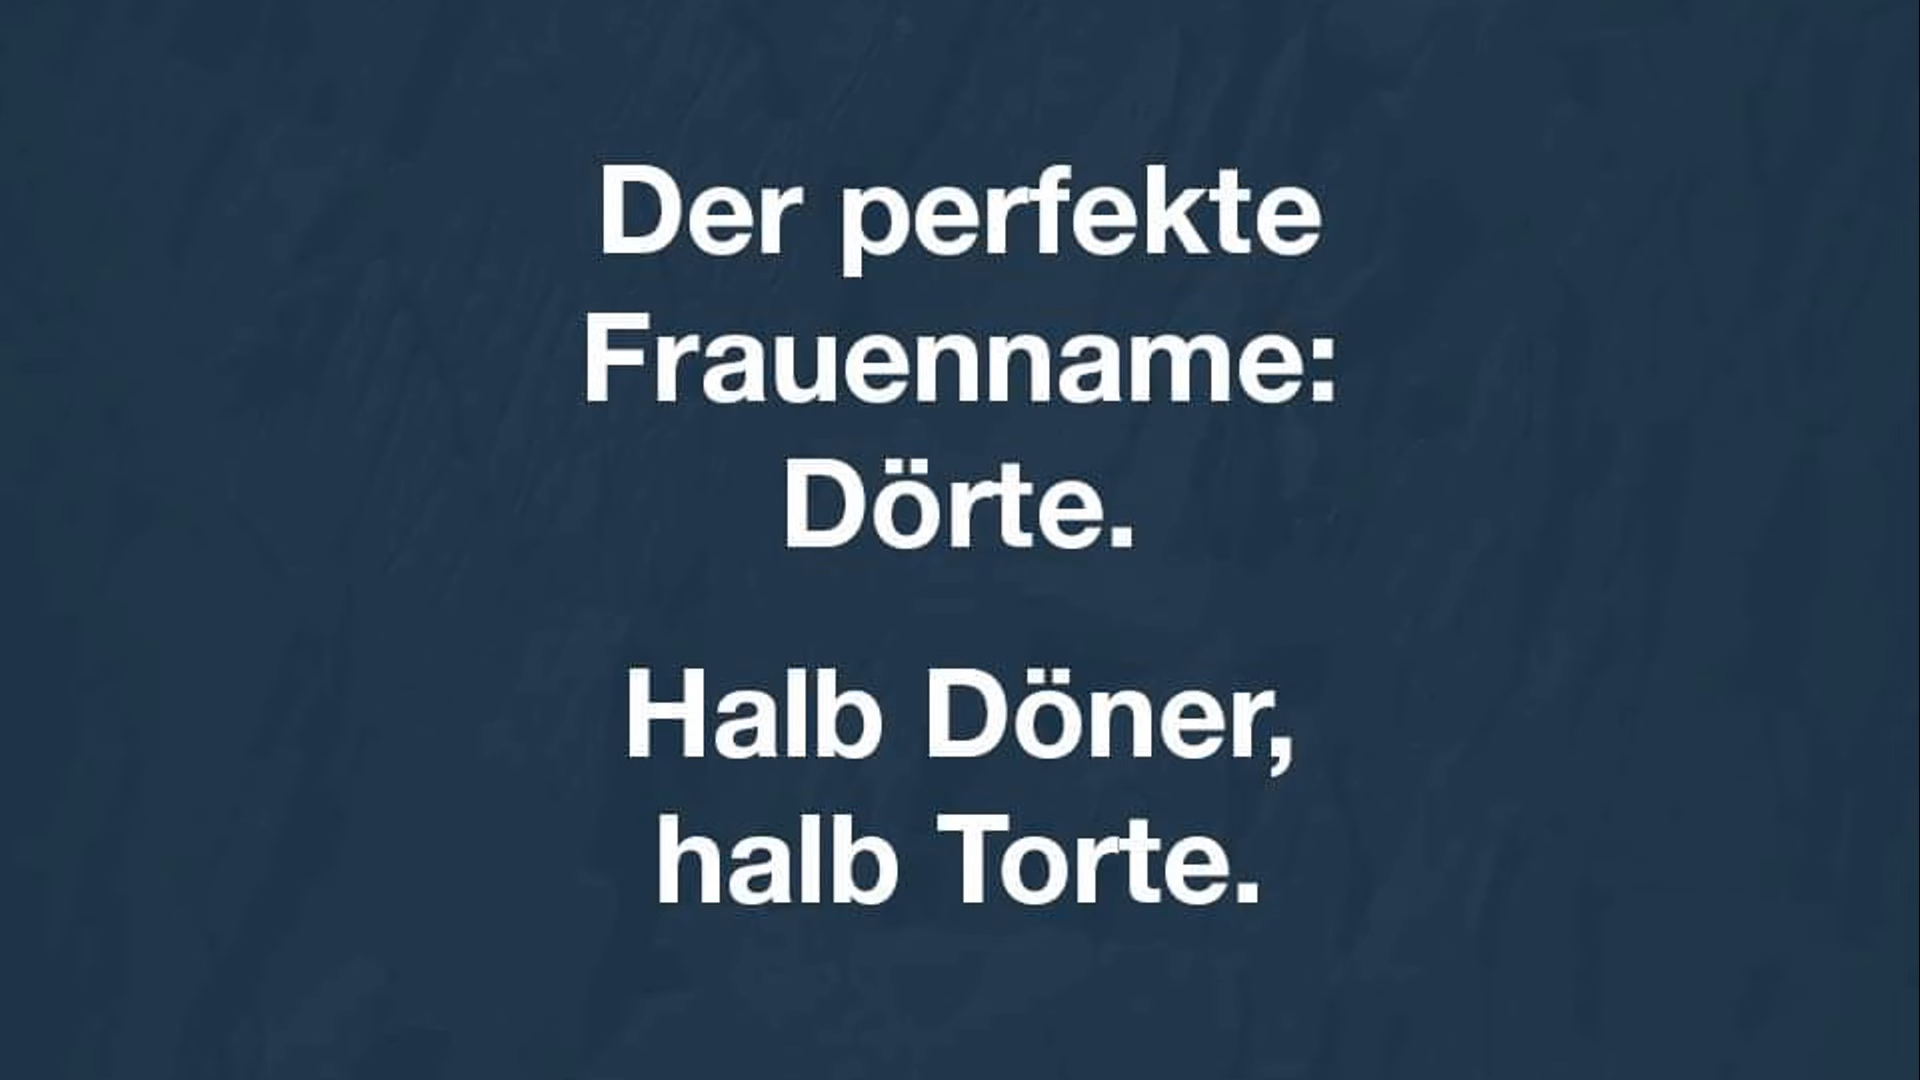 Der perfekte
Frauenname:
Dörte.
Halb Döner,
halb Torte.